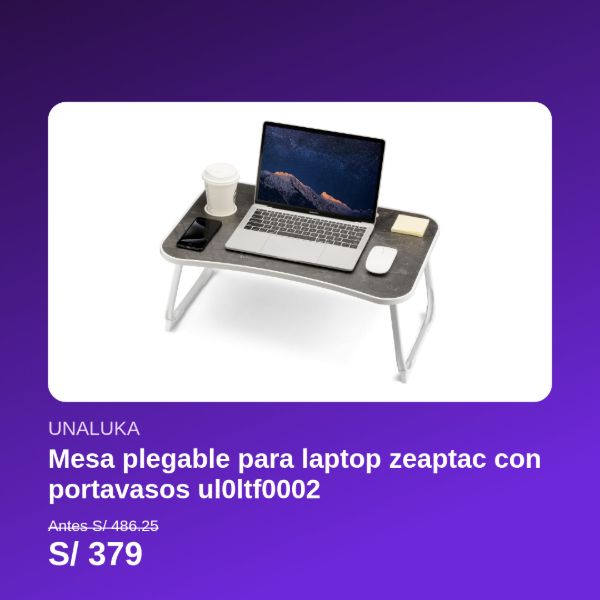 UNALUKA
Mesa plegable para laptop zeaptac con
portavasos ul0ltf0002
Antes S/ 486.25
S/ 379